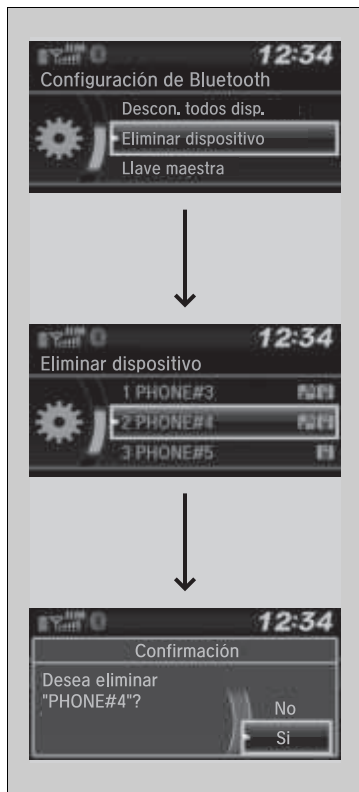 12:34
Configuración de Bluetooth
Descon. todos disp.
Eliminar dispositivo
Llave maestra
12:34
Eliminar dispositivo
1 PHONE#3
2 PHONE#4
3 PHONE#5
12:34
Confirmación
Desea eliminar
"PHONE#4"?
No
Si